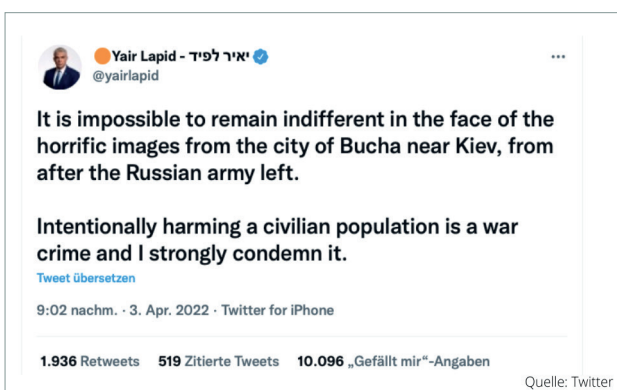 Yair Lapid - יאיר לפיד
@yairlapid
It is impossible to remain indifferent in the face of the
horrific images from the city of Bucha near Kiev, from
after the Russian army left.
Intentionally harming a civilian population is a war
crime and I strongly condemn it.
Tweet übersetzen
9:02 nachm. · 3. Apr. 2022 · Twitter for iPhone
1.936 Retweets 519 Zitierte Tweets 10.096 „Gefällt mir“-Angaben
Quelle: Twitter